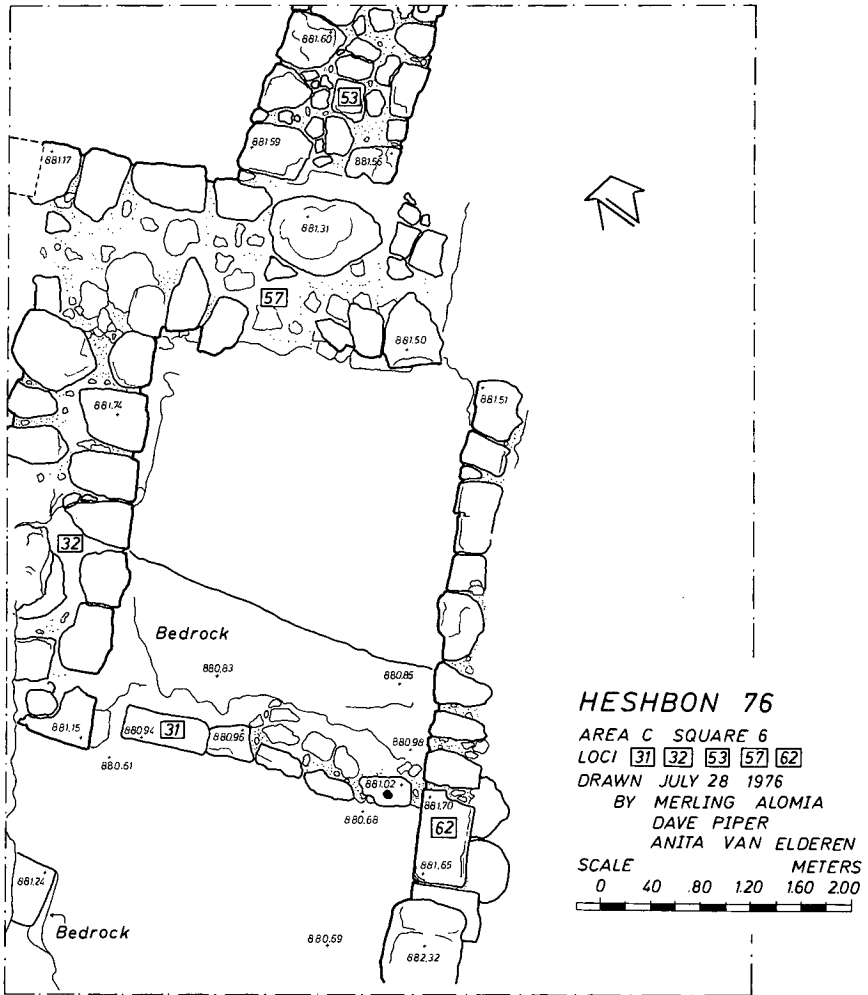 881.60
53
881.59
881.56
881.17
881.31
57
881.50
881.74
881.51
32
Bedrock
880.83
880.85
881.15
880.94
31
880.96
880.98
880.61
881.02
881.70
880.68
62
881.65
881.24
Bedrock
880.59
882.32
HESHBON 76
AREA C SQUARE 6
LOCI 31 32 53 57 62
DRAWN JULY 28 1976
BY MERLING ALOMIA
DAVE PIPER
ANITA VAN ELDEREN
SCALE METERS
0 .40 .80 1.20 1.60 2.00